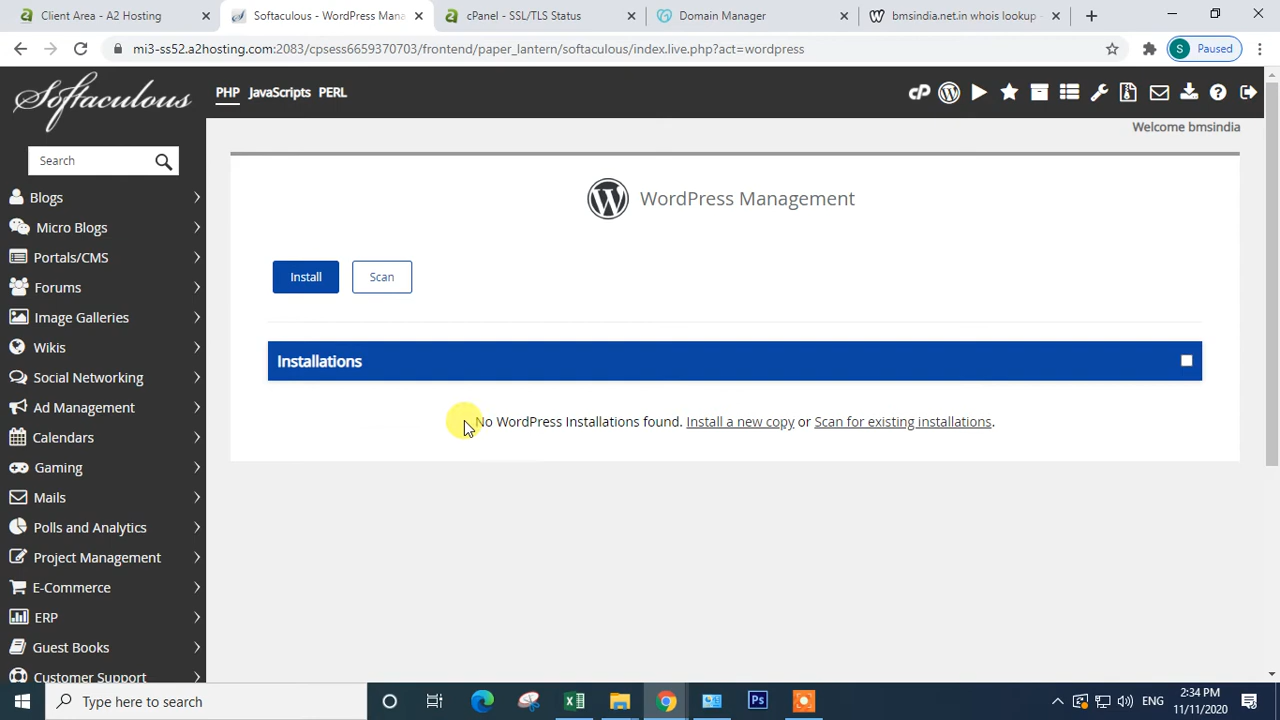 Client Area - A2 Hosting
Softaculous - WordPress Mana
cPanel - SSL/TLS Status
Domain Manager
bmsindia.net.in whois lookup -
mi3-ss52.a2hosting.com:2083/cpsess6659370703/frontend/paper_lantern/softaculous/index.live.php?act=wordpress
S Paused
Softaculous
PHP JavaScripts PERL
cP
Welcome bmsindia
Search
WordPress Management
Blogs
Micro Blogs
Portals/CMS
Install Scan
Forums
Image Galleries
Wikis
Installations
Social Networking
Ad Management
No WordPress Installations found. Install a new copy or Scan for existing installations.
Calendars
Gaming
Mails
Polls and Analytics
Project Management
E-Commerce
ERP
Guest Books
Customer Support
Type here to search
Ps
ENG
2:34 PM
11/11/2020